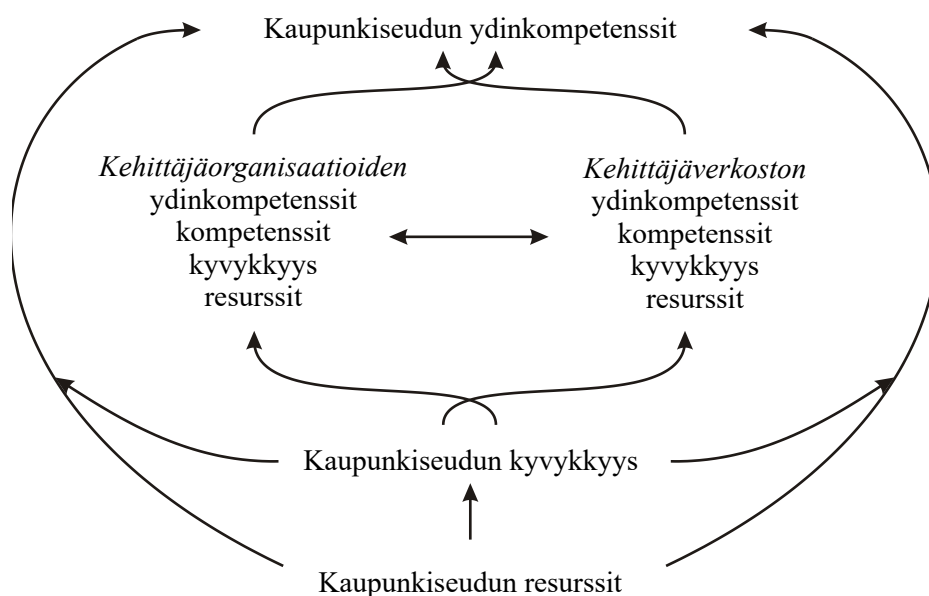 Kaupunkiseudun ydinkompetenssit
Kehittäjäorganisaatioiden
ydinkompetenssit
kompetenssit
kyvykkyys
resurssit
Kehittäjäverkoston
ydinkompetenssit
kompetenssit
kyvykkyys
resurssit
Kaupunkiseudun kyvykkyys
Kaupunkiseudun resurssit